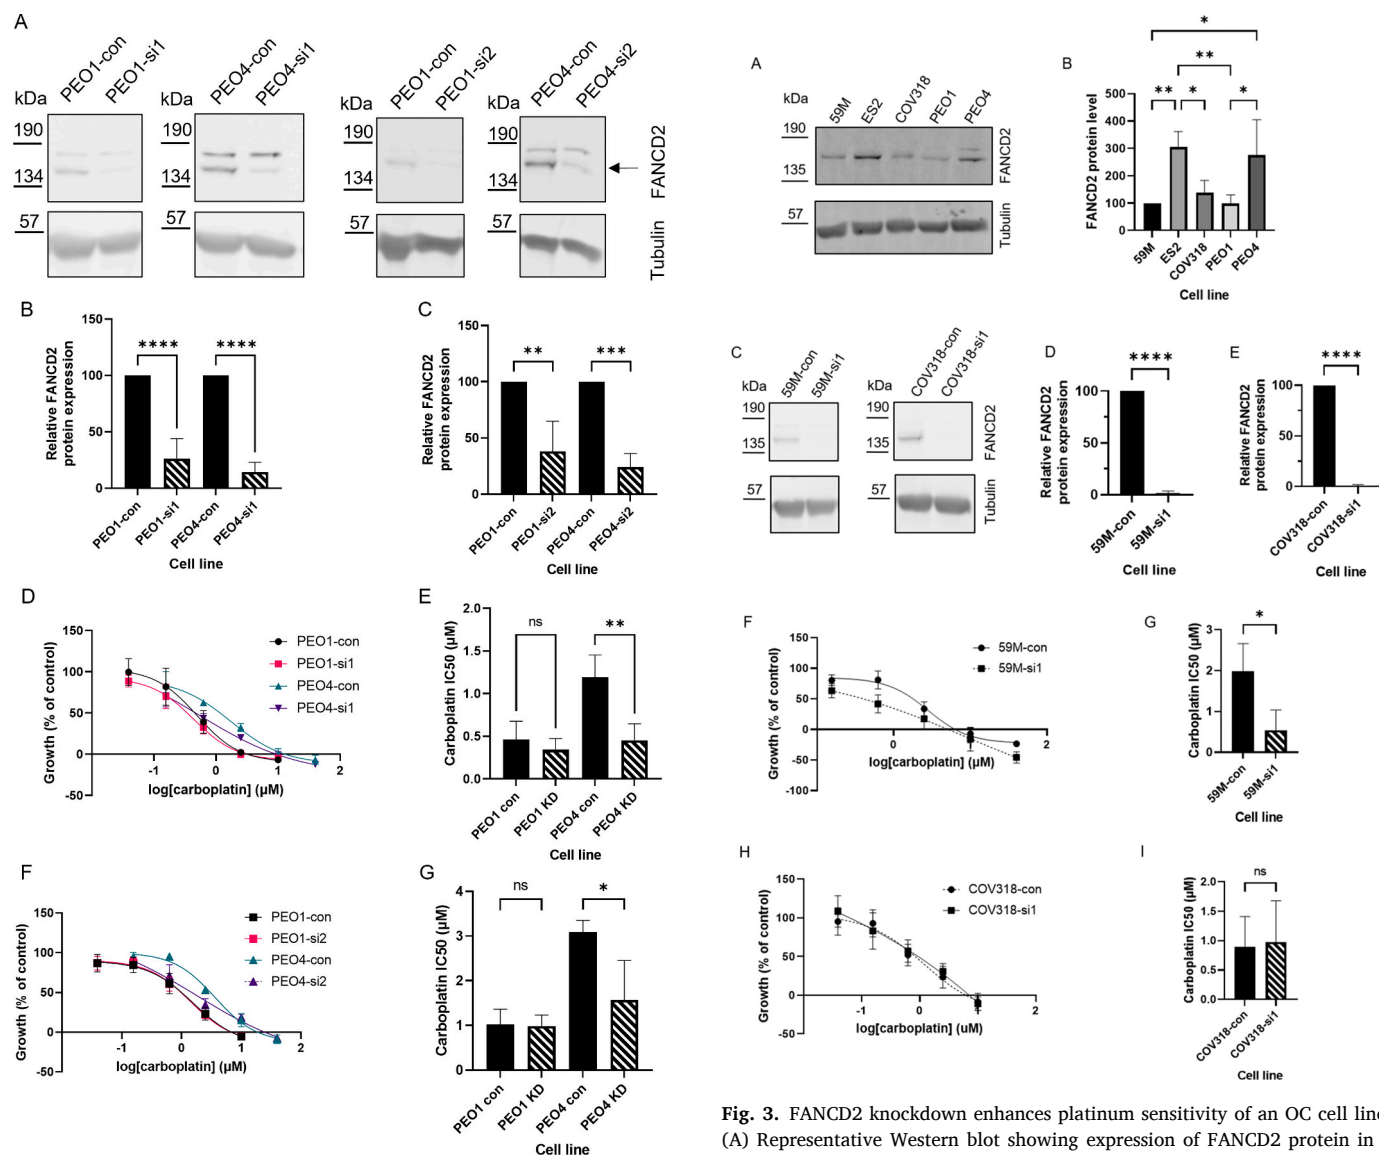 A
kDa
PEO1-con
PEO1-si1
190
134
57
PEO4-con
PEO4-si1
190
134
57
kDa
PEO1-con
PEO1-si2
190
134
57
PEO4-con
PEO4-si2
190
134
57
FANCD2
Tubulin
B
Relative FANCD2
protein expression
150
100
50
0
****
****
PEO1-con
PEO1-si1
PEO4-con
PEO4-si1
Cell line
C
Relative FANCD2
protein expression
150
100
50
0
**
***
PEO1-con
PEO1-si2
PEO4-con
PEO4-si2
Cell line
D
Growth (% of control)
150
100
50
0
-50
-1
0
1
2
log[carboplatin] (µM)
PEO1-con
PEO1-si1
PEO4-con
PEO4-si1
E
Carboplatin IC50 (µM)
2.0
1.5
1.0
0.5
0.0
ns
**
PEO1 con
PEO1 KD
PEO4 con
PEO4 KD
Cell line
F
Growth (% of control)
150
100
50
0
-50
-1
0
1
2
log[carboplatin] (µM)
PEO1-con
PEO1-si2
PEO4-con
PEO4-si2
G
Carboplatin IC50 (µM)
4
3
2
1
0
ns
*
PEO1 con
PEO1 KD
PEO4 con
PEO4 KD
Cell line
A
kDa
59M
ES2
COV318
PEO1
PEO4
190
135
57
FANCD2
Tubulin
B
FANCD2 protein level
500
400
300
200
100
0
*
**
**
*
*
59M
ES2
COV318
PEO1
PEO4
Cell line
C
kDa
59M-con
59M-si1
190
135
57
kDa
COV318-con
COV318-si1
190
135
57
FANCD2
Tubulin
D
Relative FANCD2
protein expression
150
100
50
0
****
59M-con
59M-si1
Cell line
E
Relative FANCD2
protein expression
150
100
50
0
****
COV318-con
COV318-si1
Cell line
F
Growth (% of control)
150
100
50
0
-50
-100
0
2
log[carboplatin] (µM)
59M-con
59M-si1
G
Carboplatin IC50 (µM)
3
2
1
0
*
59M-con
59M-si1
Cell line
H
Growth (% of control)
150
100
50
0
-50
0
2
log[carboplatin] (uM)
COV318-con
COV318-si1
I
Carboplatin IC50 (µM)
2.0
1.5
1.0
0.5
0.0
ns
COV318-con
COV318-si1
Cell line
Fig. 3. FANCD2 knockdown enhances platinum sensitivity of an OC cell line
(A) Representative Western blot showing expression of FANCD2 protein in